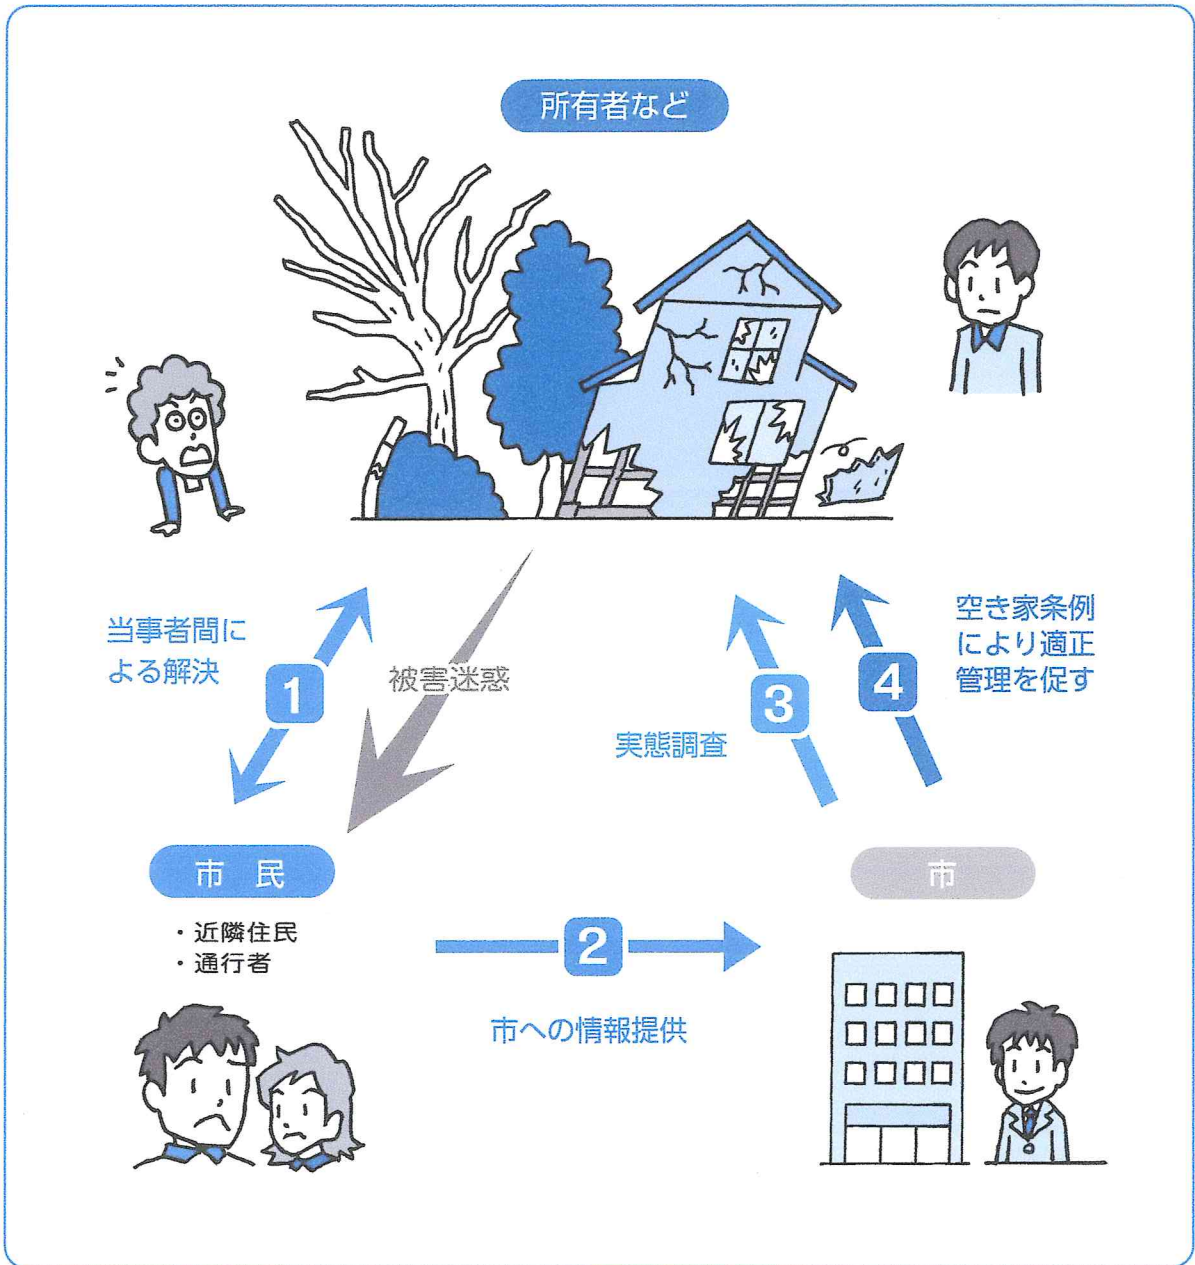 所有者など
当事者間に
よる解決
1
被害迷惑
実態調査
3
4
空き家条例
により適正
管理を促す
市 民
・近隣住民
・通行者
2
市への情報提供
市